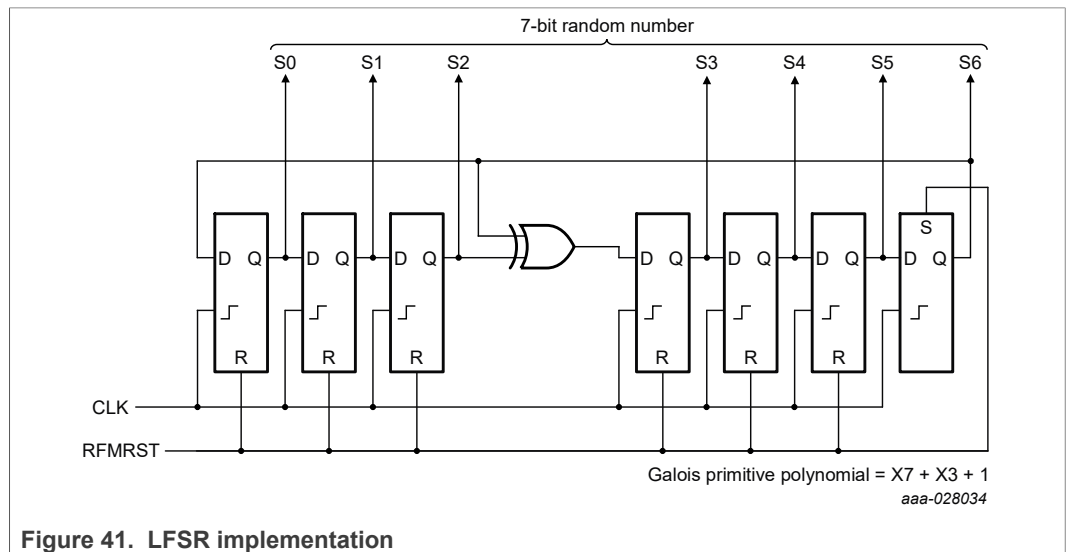 7-bit random number
S0 S1 S2 S3 S4 S5 S6
S
D Q D Q D Q D Q D Q D Q D Q
R R R R R R
CLK
RFMRST
Galois primitive polynomial = X7 + X3 + 1
aaa-028034
Figure 41. LFSR implementation